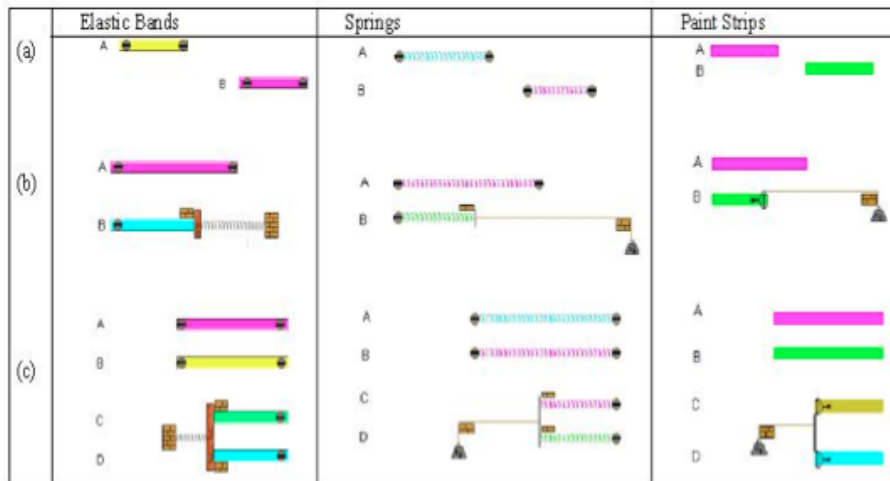 Elastic Bands Springs Paint Strips
(a) A A A
B B B
A A A
(b)
B B B
A A A
B B B
(c)
C C C
D D D